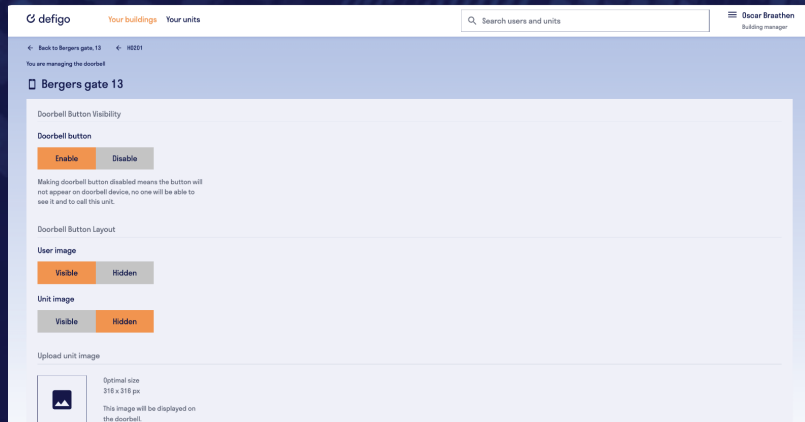 defigo
Your buildings Your units
Search users and units
Oscar Braathen
Building manager
← Back to Bergers gate, 13 ← H0201
You are managing the doorbell
Bergers gate 13
Doorbell Button Visibility
Doorbell button
Enable Disable
Making doorbell button disabled means the button will
not appear on doorbell device, no one will be able to
see it and to call this unit.
Doorbell Button Layout
User image
Visible Hidden
Unit image
Visible Hidden
Upload unit image
Optimal size
316 x 316 px
This image will be displayed on
the doorbell.